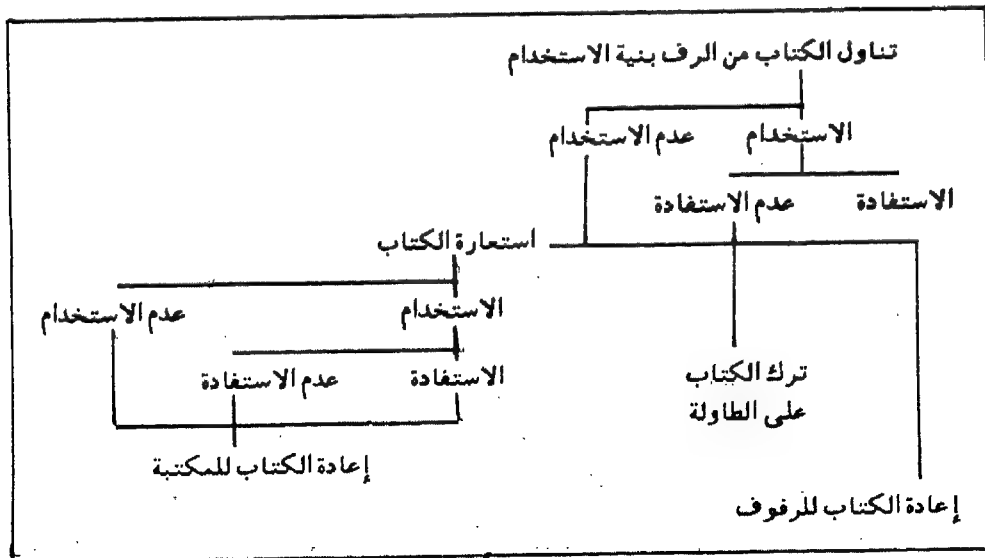 تناول الكتاب من الرف بنية الاستخدام
الاستخدام
عدم الاستخدام
الاستفادة
عدم الاستفادة
استعارة الكتاب
الاستخدام
عدم الاستخدام
الاستفادة
عدم الاستفادة
ترك الكتاب
على الطاولة
إعادة الكتاب للمكتبة
إعادة الكتاب للرفوف